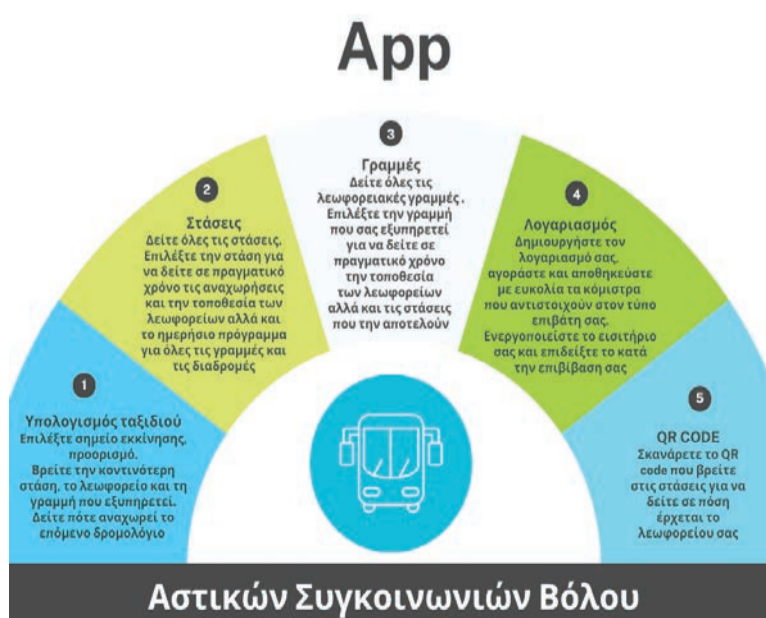 App
1
Υπολογισμός ταξιδιού
Επιλέξτε σημείο εκκίνησης,
προορισμό.
Βρείτε την κοντινότερη
στάση, το λεωφορείο και τη
γραμμή που εξυπηρετεί.
Δείτε πότε αναχωρεί το
επόμενο δρομολόγιο
2
Στάσεις
Δείτε όλες τις στάσεις.
Επιλέξτε την στάση για
να δείτε σε πραγματικό
χρόνο τις αναχωρήσεις
και την τοποθεσία των
λεωφορείων αλλά και
το ημερήσιο πρόγραμμα
για όλες τις γραμμές και
τις διαδρομές
3
Γραμμές
Δείτε όλες τις
λεωφορειακές γραμμές .
Επιλέξτε την γραμμή
που σας εξυπηρετεί
για να δείτε σε
πραγματικό χρόνο
την τοποθεσία
των λεωφορείων
αλλά και τις στάσεις
που την αποτελούν
4
Λογαριασμός
Δημιουργήστε τον
λογαριασμό σας,
αγοράστε και αποθηκεύστε
με ευκολία τα κόμιστρα
που αντιστοιχούν στον τύπο
επιβάτη σας.
Ενεργοποιείστε το εισιτήριο
σας και επιδείξτε το κατά
την επιβίβαση σας
5
QR CODE
Σκανάρετε το QR
code που βρείτε
στις στάσεις για να
δείτε σε πόση
έρχεται το
λεωφορείου σας
Αστικών Συγκοινωνιών Βόλου